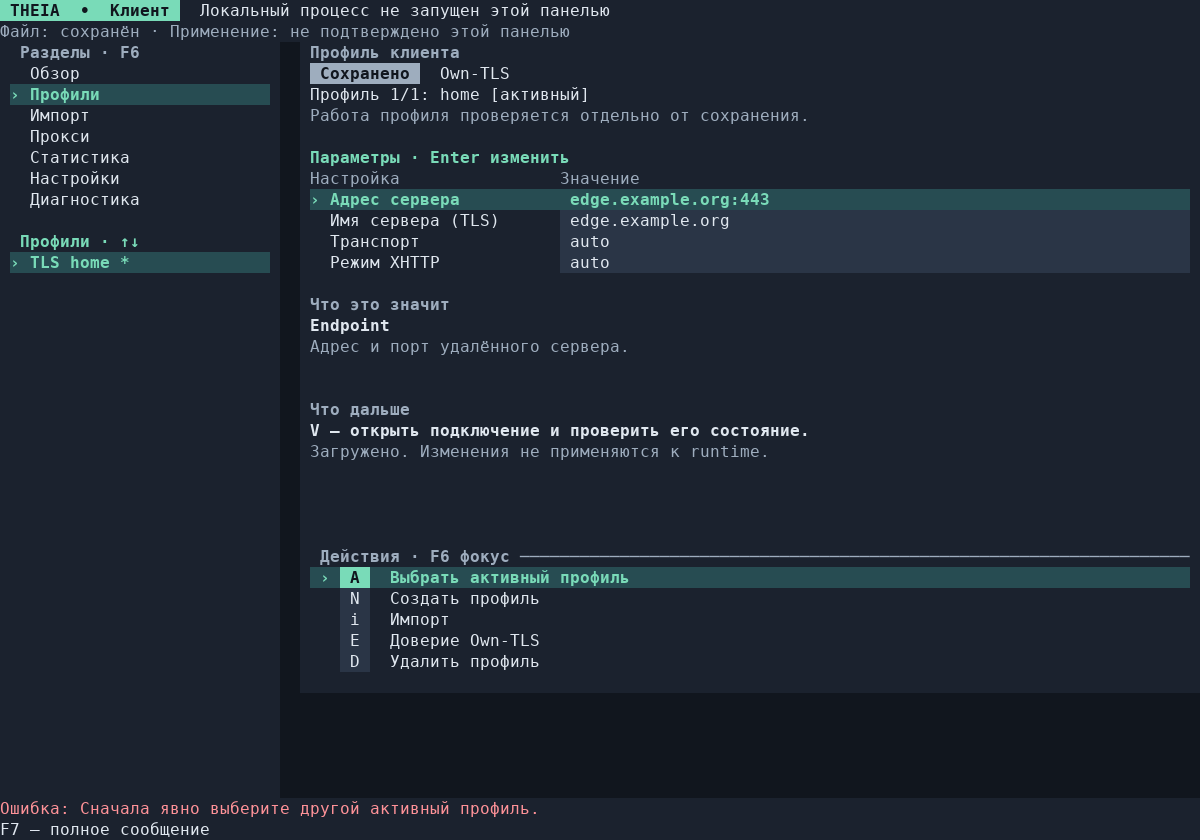 THEIA • Клиент Локальный процесс не запущен этой панелью
Файл: сохранён · Применение: не подтверждено этой панелью
Разделы · F6
Обзор
› Профили
Импорт
Прокси
Статистика
Настройки
Диагностика
Профили · ↑↓
› TLS home *
Профиль клиента
Сохранено Own-TLS
Профиль 1/1: home [активный]
Работа профиля проверяется отдельно от сохранения.
Параметры · Enter изменить
Настройка Значение
› Адрес сервера edge.example.org:443
Имя сервера (TLS) edge.example.org
Транспорт auto
Режим XHTTP auto
Что это значит
Endpoint
Адрес и порт удалённого сервера.
Что дальше
V — открыть подключение и проверить его состояние.
Загружено. Изменения не применяются к runtime.
Действия · F6 фокус
› A Выбрать активный профиль
N Создать профиль
i Импорт
E Доверие Own-TLS
D Удалить профиль
Ошибка: Сначала явно выберите другой активный профиль.
F7 — полное сообщение